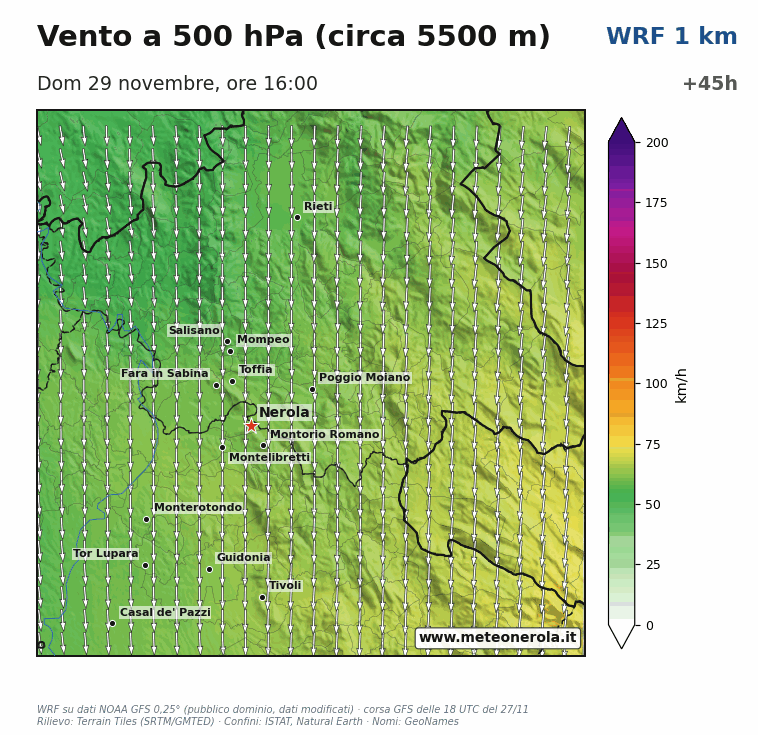 Vento a 500 hPa (circa 5500 m)
WRF 1 km
Dom 29 novembre, ore 16:00
+45h
Rieti
Salisano
Mompeo
Fara in Sabina
Toffia
Poggio Moiano
Nerola
Montorio Romano
Montelibretti
Monterotondo
Tor Lupara
Guidonia
Tivoli
Casal de' Pazzi
www.meteonerola.it
200
175
150
125
100
75
50
25
0
km/h
WRF su dati NOAA GFS 0,25° (pubblico dominio, dati modificati) · corsa GFS delle 18 UTC del 27/11
Rilievo: Terrain Tiles (SRTM/GMTED) · Confini: ISTAT, Natural Earth · Nomi: GeoNames